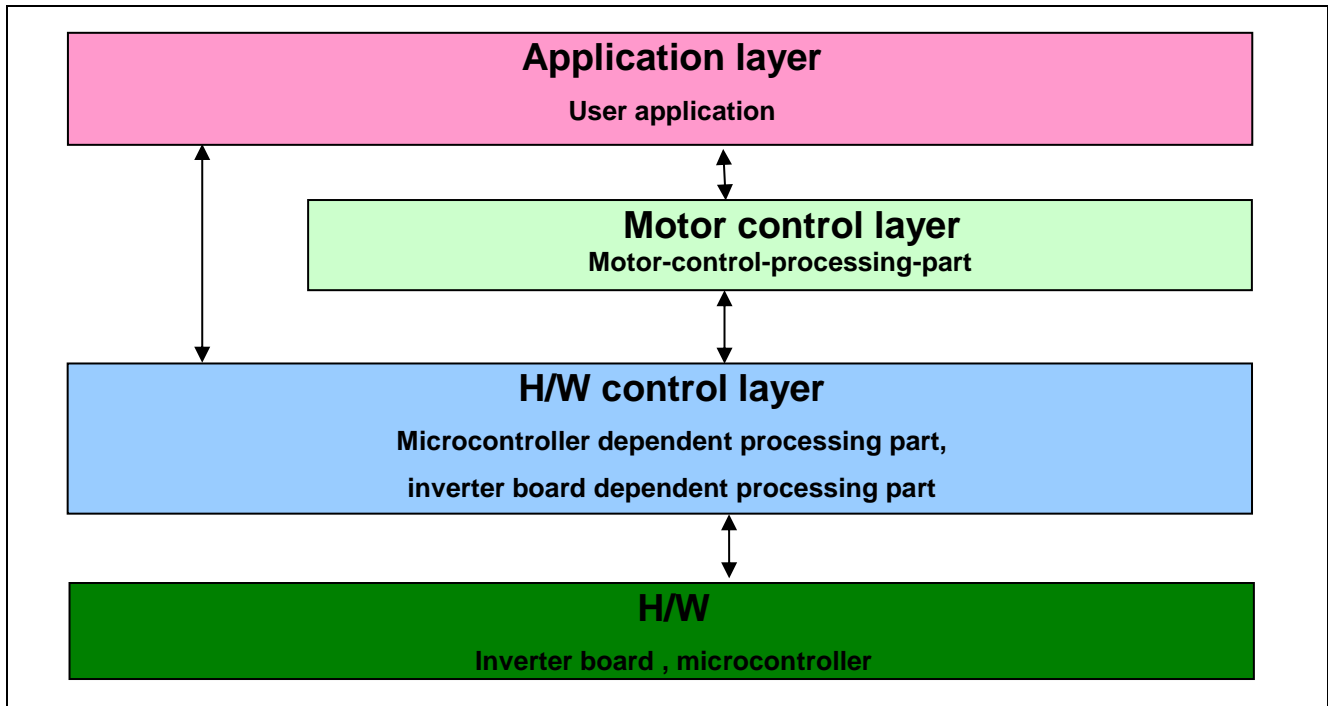 Application layer
User application
Motor control layer
Motor-control-processing-part
H/W control layer
Microcontroller dependent processing part,
inverter board dependent processing part
H/W
Inverter board , microcontroller